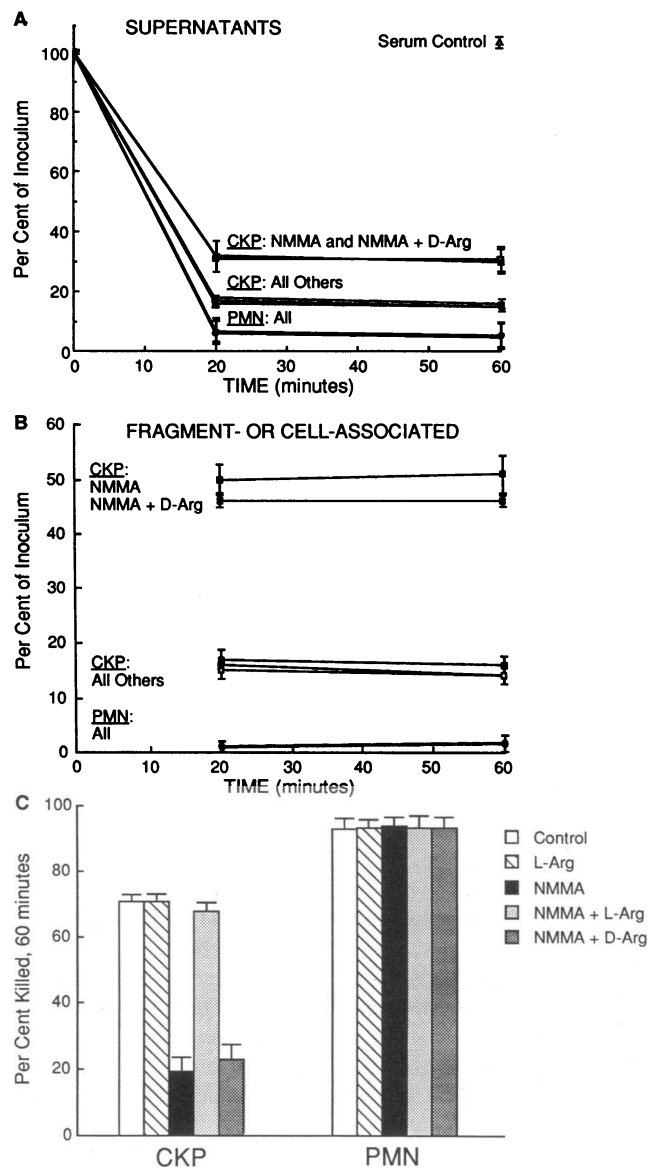 A
SUPERNATANTS
Serum Control
Per Cent of Inoculum
100
80
60
40
20
0
CKP: NMMA and NMMA + D-Arg
CKP: All Others
PMN: All
0 10 20 30 40 50 60
TIME (minutes)
B
FRAGMENT- OR CELL-ASSOCIATED
Per Cent of Inoculum
60
50
40
30
20
10
0
CKP:
NMMA
NMMA + D-Arg
CKP:
All Others
PMN:
All
0 10 20 30 40 50 60
TIME (minutes)
C
Per Cent Killed, 60 minutes
100
80
60
40
20
0
CKP PMN
Control
L-Arg
NMMA
NMMA + L-Arg
NMMA + D-Arg